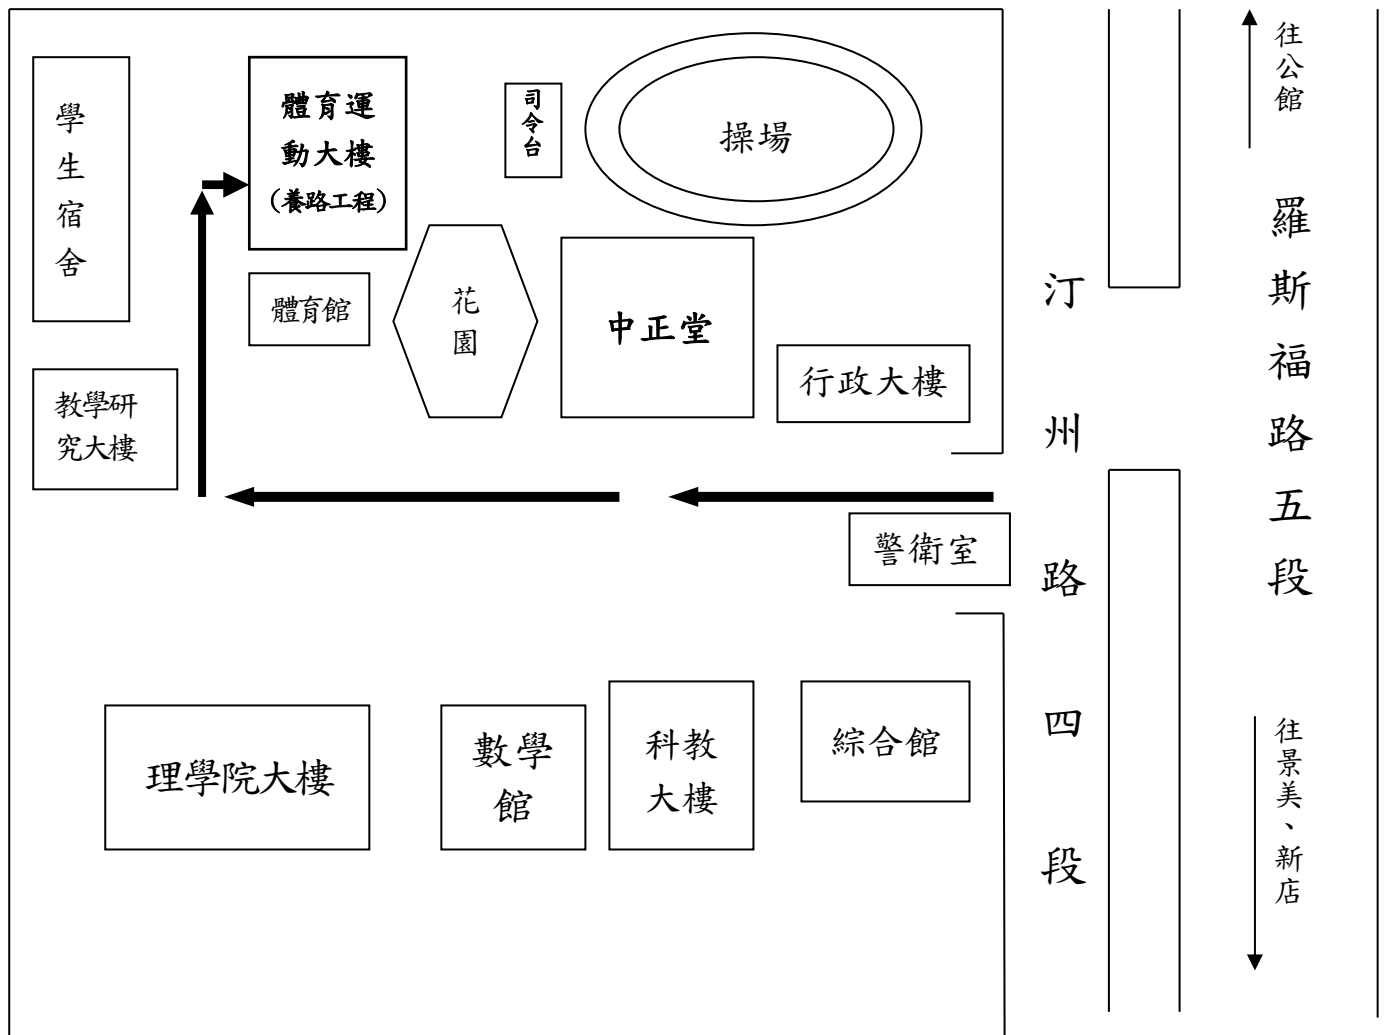 學生宿舍
體育運
動大樓
(養路工程)
司令台
操場
往公館
體育館
花園
中正堂
行政大樓
教學研
究大樓
警衛室
汀州路四段
羅斯福路五段
理學院大樓
數學
館
科教
大樓
綜合館
往景美、新店